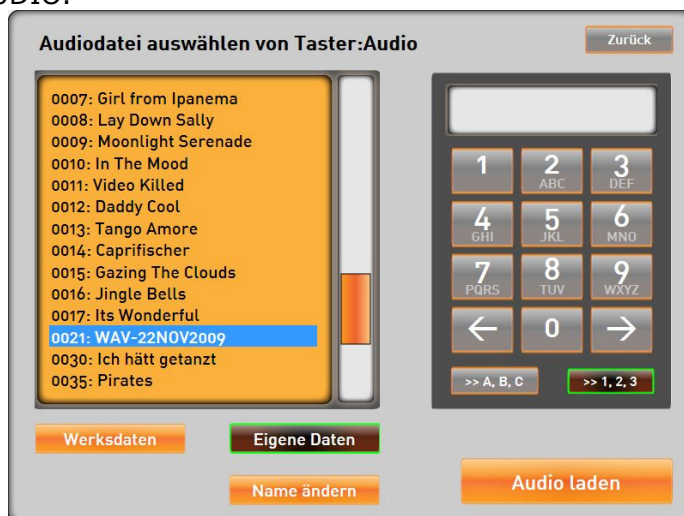 Audiodatei auswählen von Taster:Audio
Zurück
0007: Girl from Ipanema
0008: Lay Down Sally
0009: Moonlight Serenade
0010: In The Mood
0011: Video Killed
0012: Daddy Cool
0013: Tango Amore
0014: Caprifischer
0015: Gazing The Clouds
0016: Jingle Bells
0017: Its Wonderful
0021: WAV-22NOV2009
0030: Ich hätt getanzt
0035: Pirates
1 2 3
ABC DEF
4 5 6
GHI JKL MNO
7 8 9
PQRS TUV WXYZ
← 0 →
>> A, B, C >> 1, 2, 3
Werksdaten Eigene Daten
Name ändern
Audio laden